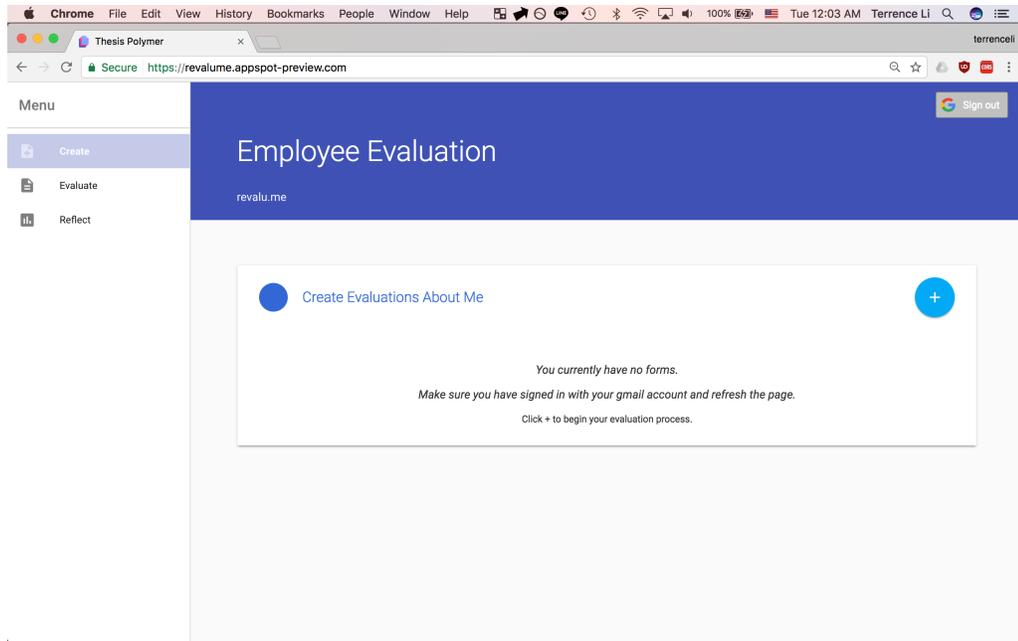 Chrome File Edit View History Bookmarks People Window Help LINE 100% Tue 12:03 AM Terrence Li
Thesis Polymer
terrenceli
Secure https://revalume.appspot-preview.com
Menu
Sign out
Create
Employee Evaluation
Evaluate
revalu.me
Reflect
Create Evaluations About Me
+
You currently have no forms.
Make sure you have signed in with your gmail account and refresh the page.
Click + to begin your evaluation process.